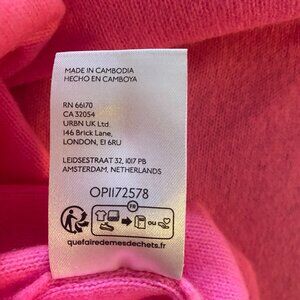 MADE IN CAMBODIA
HECHO EN CAMBOYA
RN 66170
CA 32054
URBN UK Ltd.
146 Brick Lane,
LONDON, E1 6RU
LEIDSESTRAAT 32, 1017 PB
AMSTERDAM, NETHERLANDS
OP1172578
FR
OU
quefairedemesdechets.fr